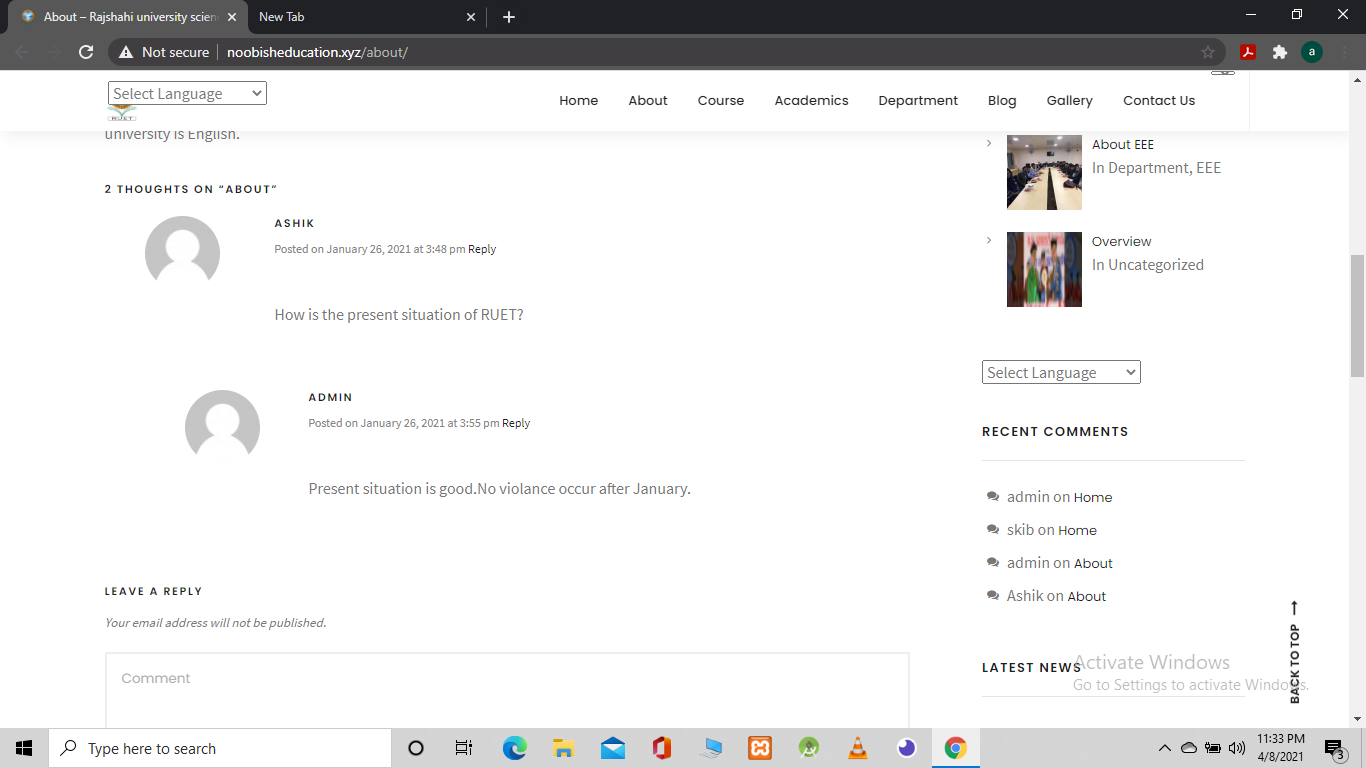 About – Rajshahi university scien
New Tab
Not secure
noobisheducation.xyz/about/
a
Select Language
RUET
Home About Course Academics Department Blog Gallery Contact Us
university is English.
2 THOUGHTS ON “ABOUT”
ASHIK
Posted on January 26, 2021 at 3:48 pm Reply
How is the present situation of RUET?
ADMIN
Posted on January 26, 2021 at 3:55 pm Reply
Present situation is good.No violance occur after January.
LEAVE A REPLY
Your email address will not be published.
Comment
About EEE
In Department, EEE
Overview
In Uncategorized
Select Language
RECENT COMMENTS
admin on Home
skib on Home
admin on About
Ashik on About
LATEST NEWS
BACK TO TOP
Activate Windows
Go to Settings to activate Windows.
Type here to search
11:33 PM
4/8/2021
3